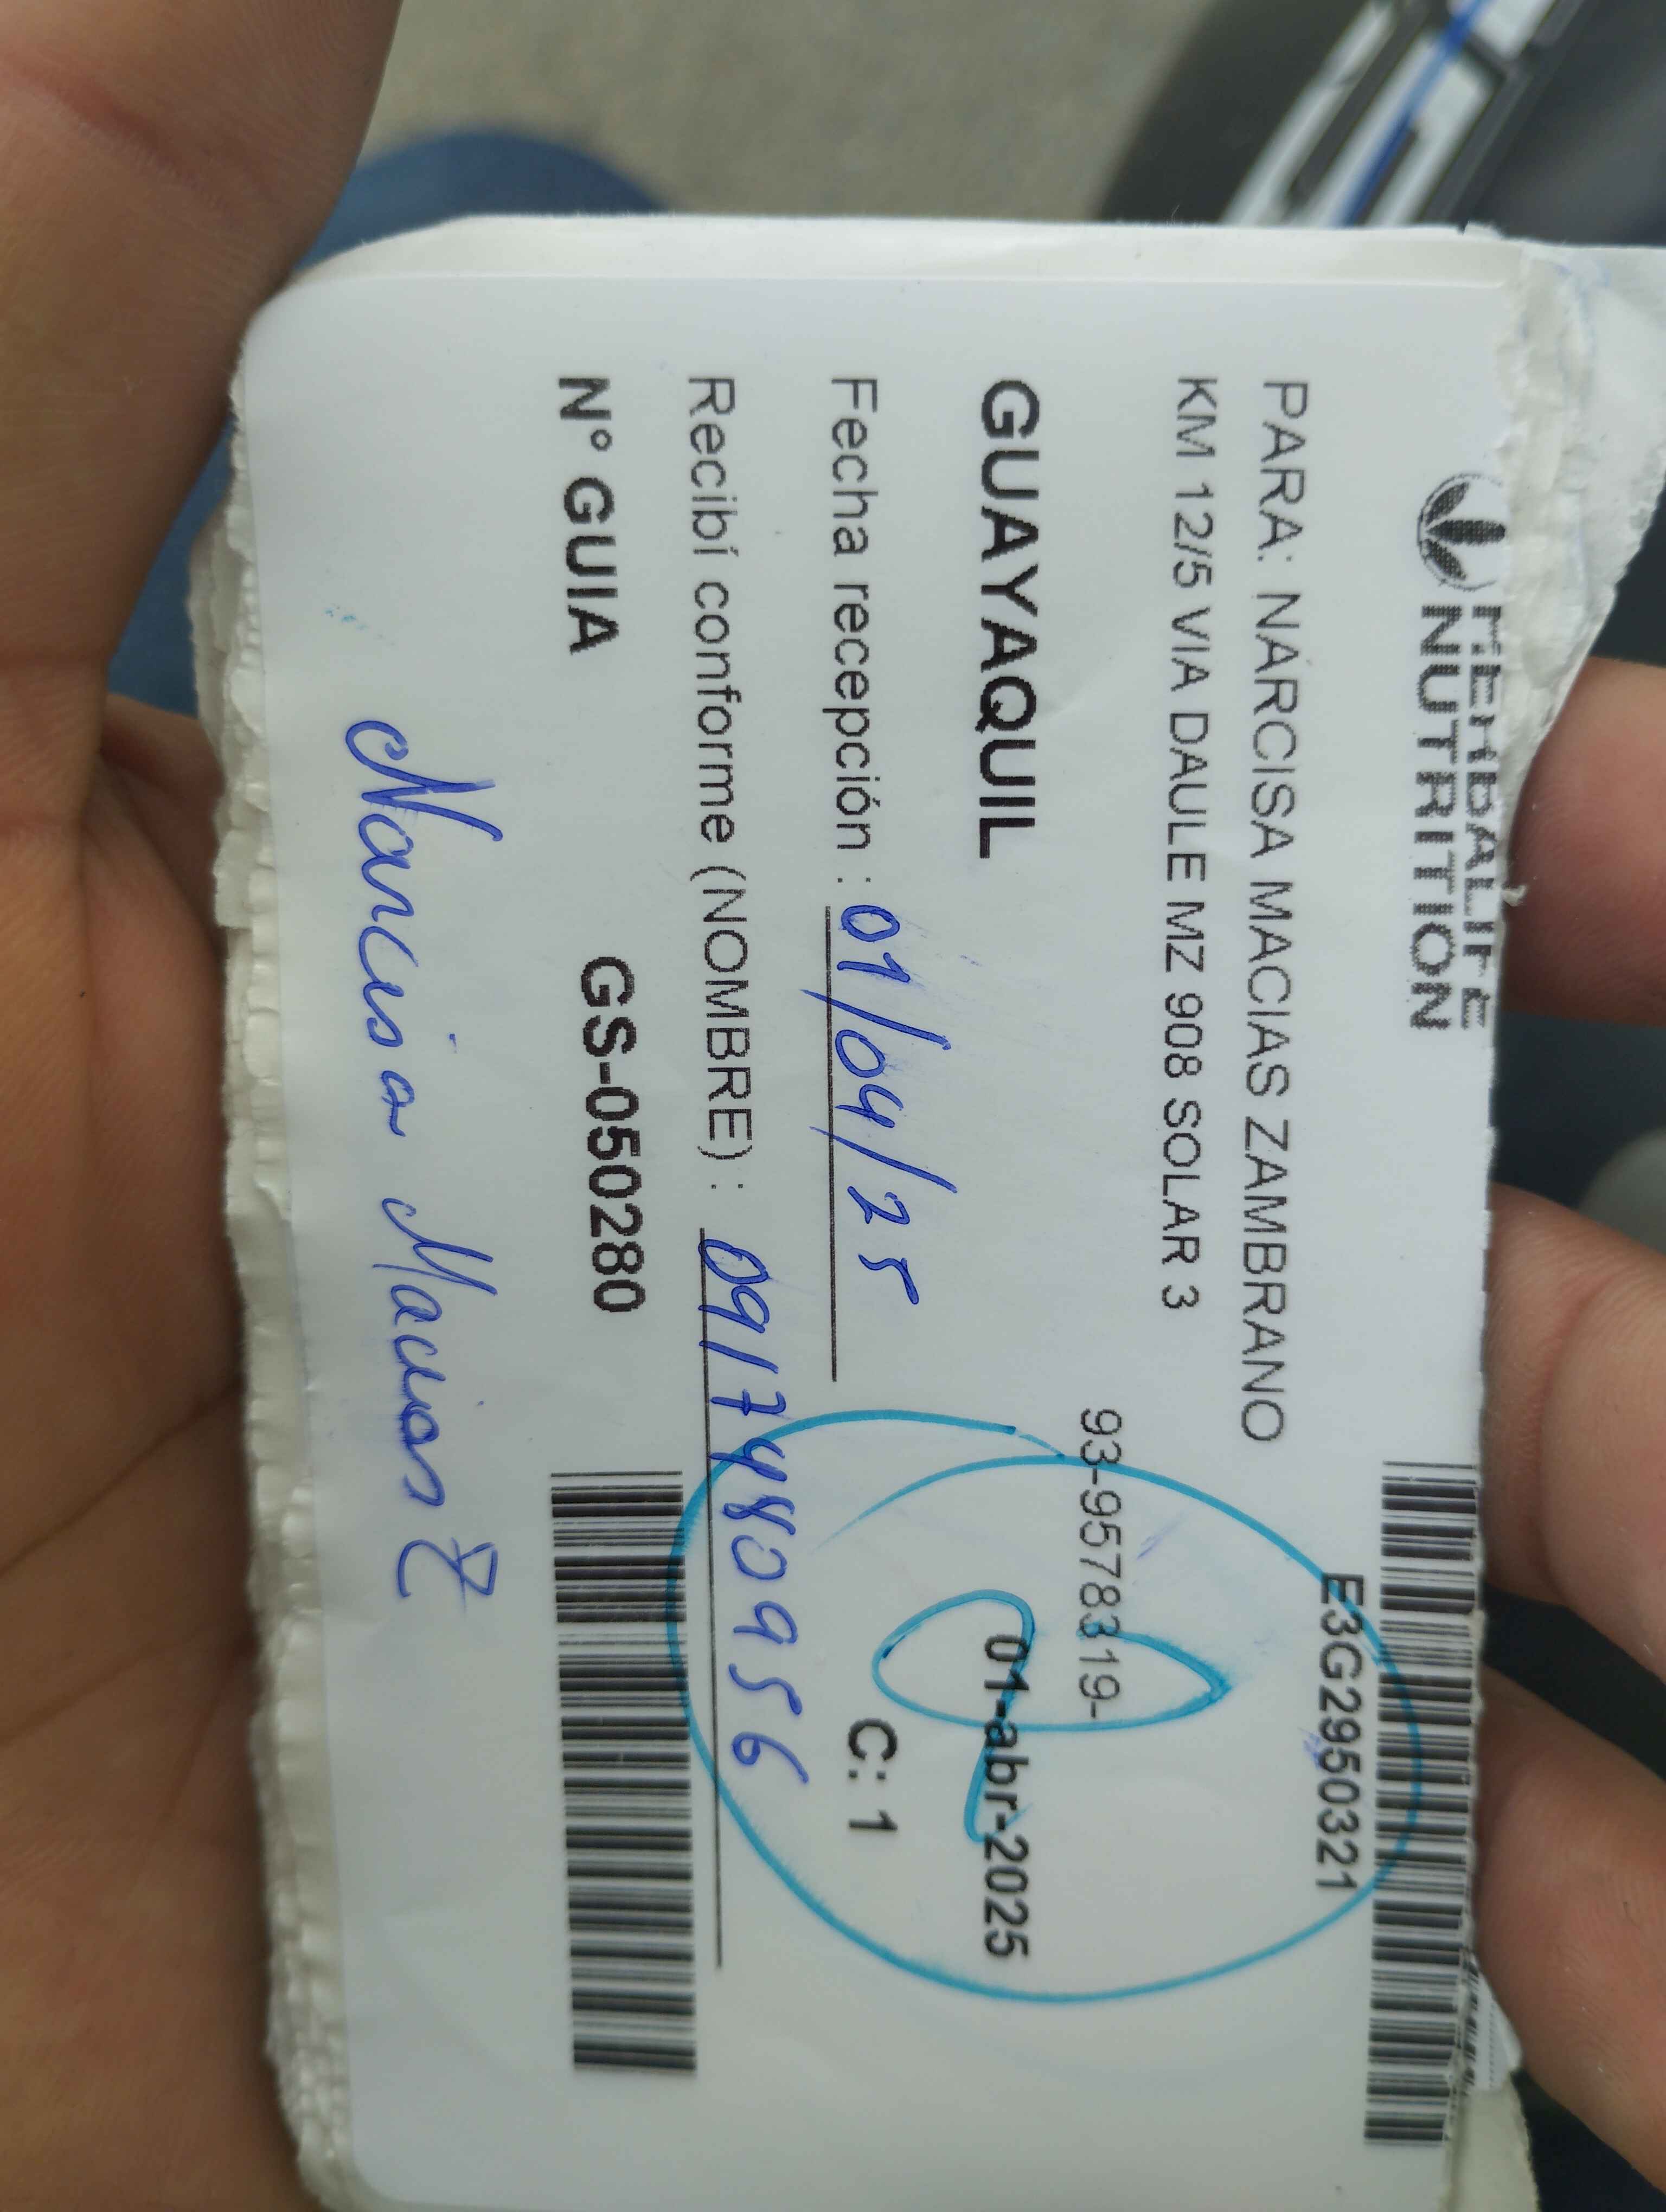 HERBALIFE
NUTRITION
E3G2950321
PARA: NARCISA MACIAS ZAMBRANO
KM 12/5 VIA DAULE MZ 908 SOLAR 3
93-9578319-
GUAYAQUIL
01-abr-2025
Fecha recepción : 01/04/25
C: 1
Recibí conforme (NOMBRE) : 0917480956
N° GUIA GS-050280
Narcisa Macias Z